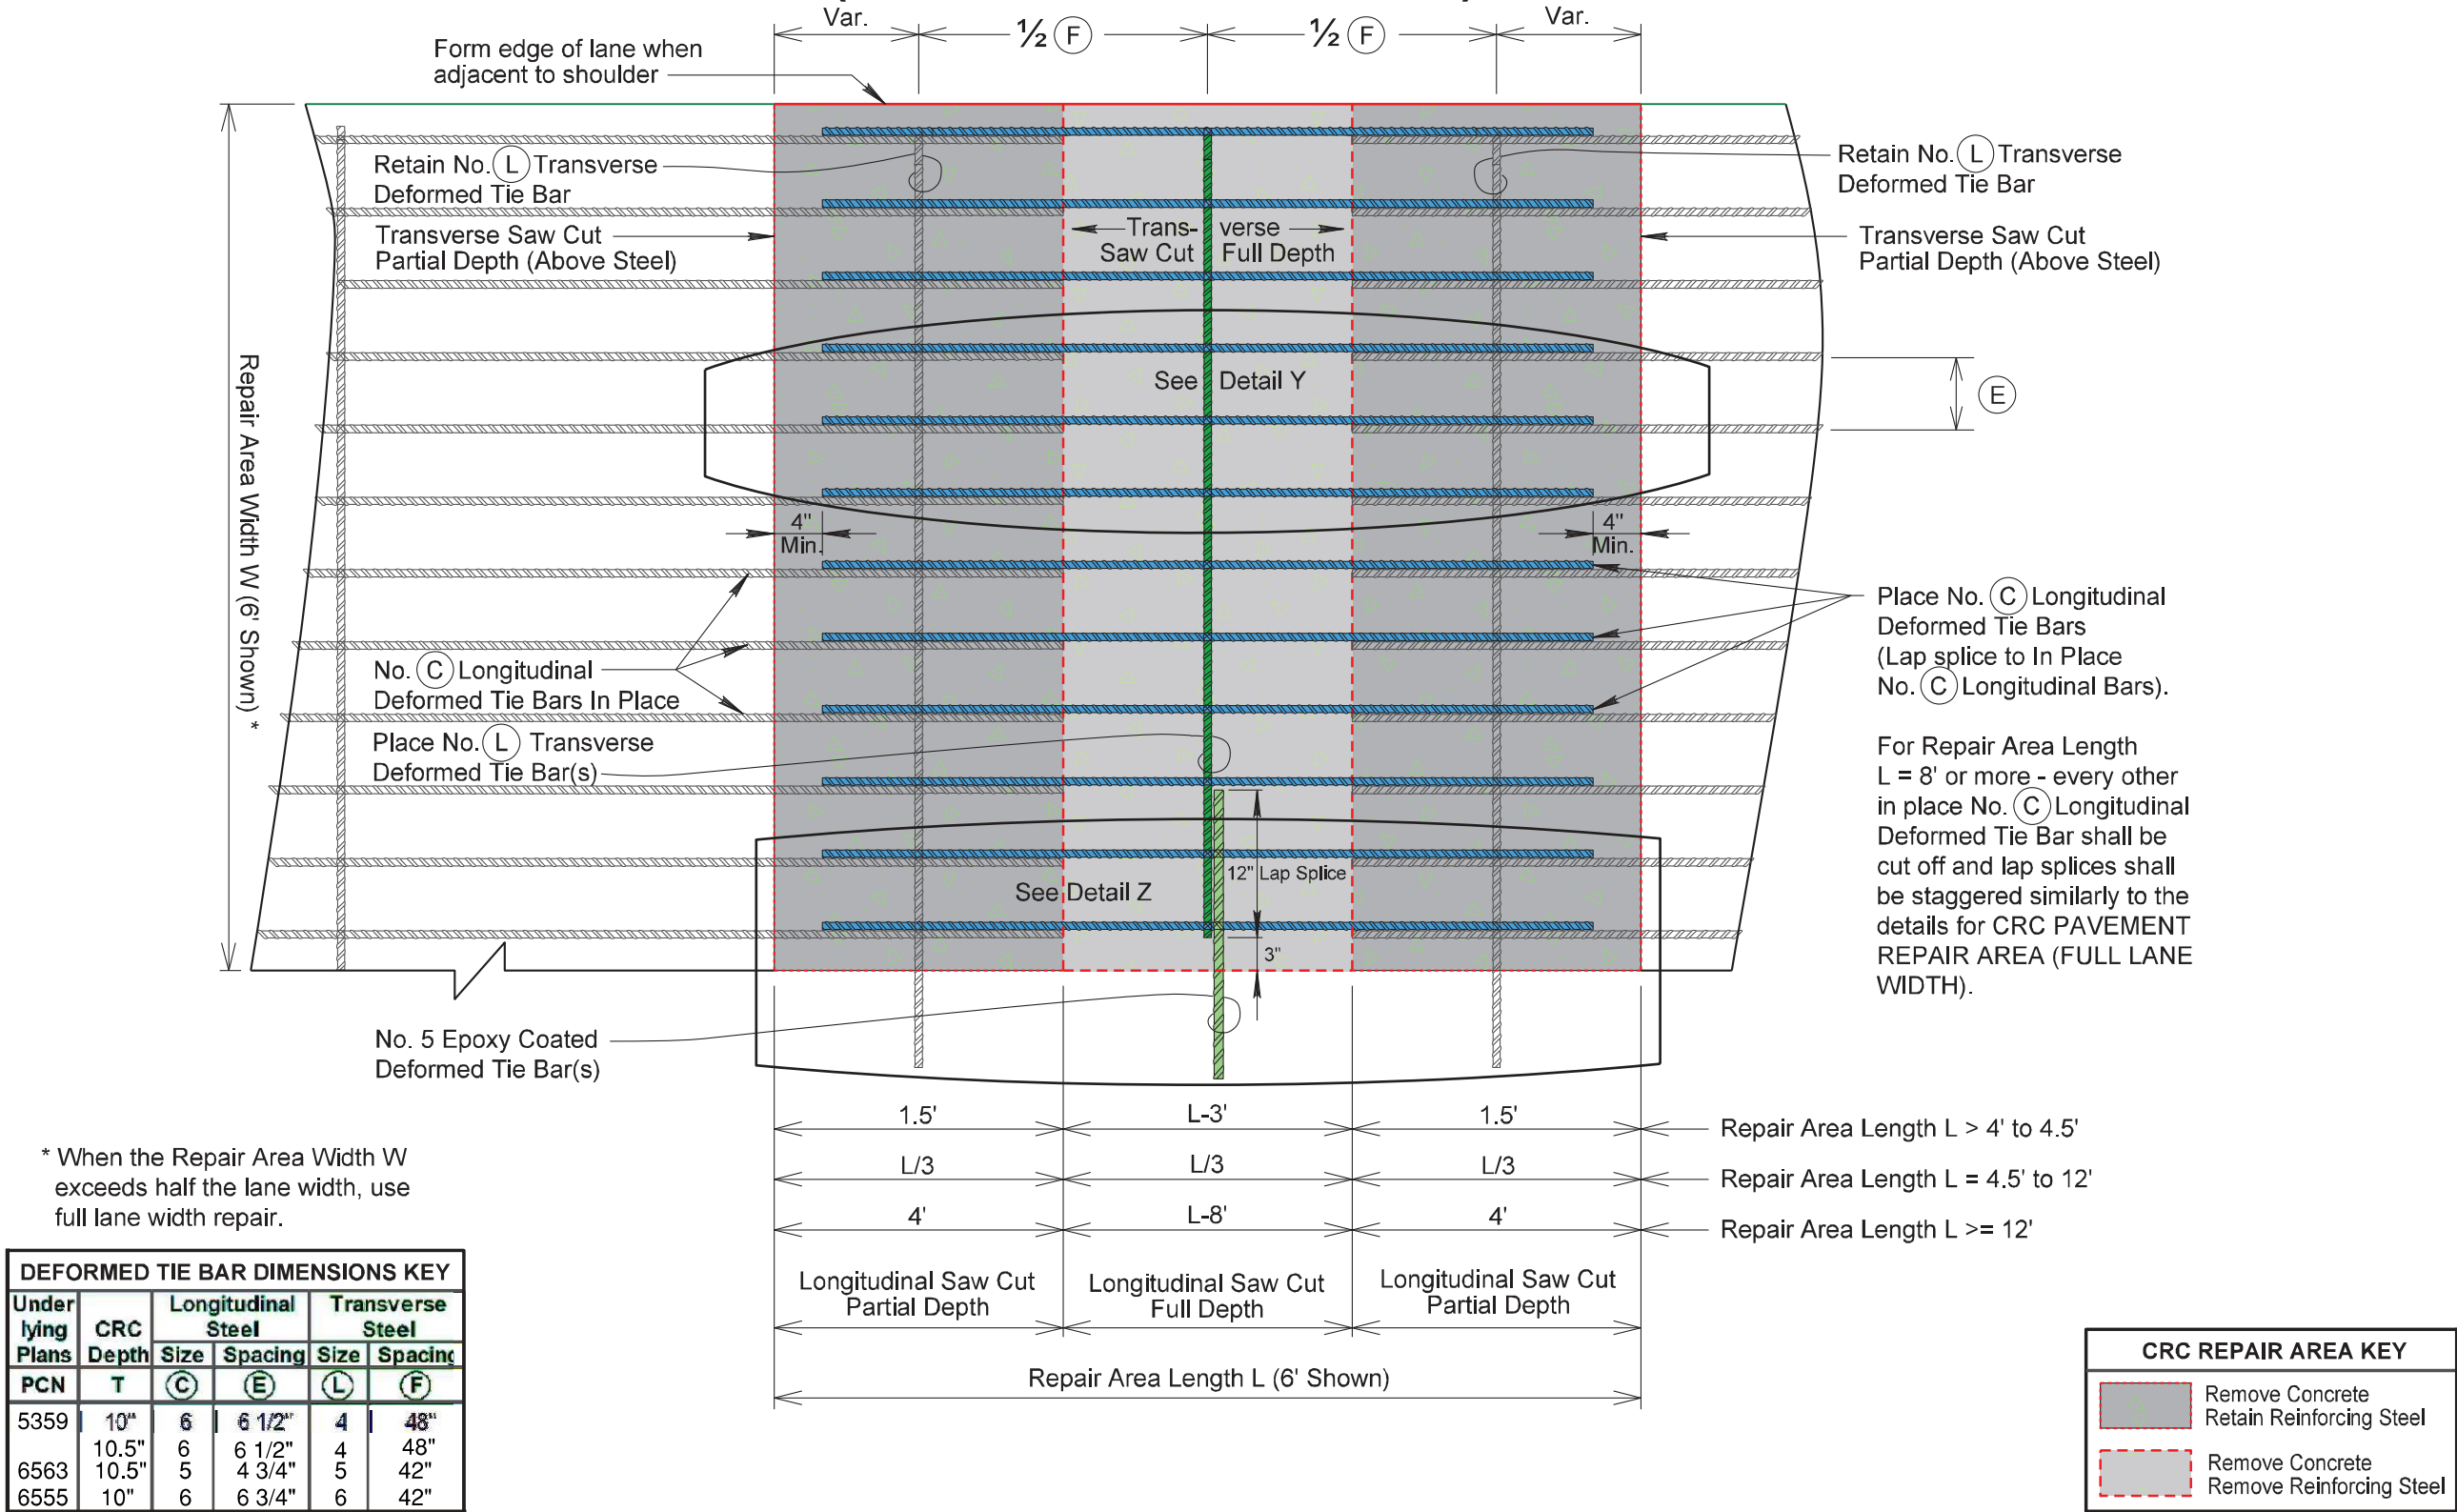 Var.
½ F
½ F
Var.
Form edge of lane when
adjacent to shoulder
Retain No. L Transverse
Deformed Tie Bar
Retain No. L Transverse
Deformed Tie Bar
Transverse Saw Cut
Partial Depth (Above Steel)
Trans- verse
Saw Cut Full Depth
Transverse Saw Cut
Partial Depth (Above Steel)
See Detail Y
E
Repair Area Width W (6' Shown) *
4"
Min.
4"
Min.
No. C Longitudinal
Deformed Tie Bars In Place
Place No. C Longitudinal
Deformed Tie Bars
(Lap splice to In Place
No. C Longitudinal Bars).
Place No. L Transverse
Deformed Tie Bar(s)
For Repair Area Length
L = 8' or more - every other
in place No. C Longitudinal
Deformed Tie Bar shall be
cut off and lap splices shall
be staggered similarly to the
details for CRC PAVEMENT
REPAIR AREA (FULL LANE
WIDTH).
12" Lap Splice
See Detail Z
3"
No. 5 Epoxy Coated
Deformed Tie Bar(s)
1.5' L-3' 1.5' Repair Area Length L > 4' to 4.5'
L/3 L/3 L/3 Repair Area Length L = 4.5' to 12'
4' L-8' 4' Repair Area Length L >= 12'
* When the Repair Area Width W
exceeds half the lane width, use
full lane width repair.
Longitudinal Saw Cut
Partial Depth
Longitudinal Saw Cut
Full Depth
Longitudinal Saw Cut
Partial Depth
Repair Area Length L (6' Shown)
DEFORMED TIE BAR DIMENSIONS KEY
Under
lying
Plans
CRC
Depth
Longitudinal
Steel
Transverse
Steel
Size Spacing Size Spacing
PCN T C E L F
5359 10" 6 6 1/2" 4 48"
10.5" 6 6 1/2" 4 48"
6563 10.5" 5 4 3/4" 5 42"
6555 10" 6 6 3/4" 6 42"
CRC REPAIR AREA KEY
Remove Concrete
Retain Reinforcing Steel
Remove Concrete
Remove Reinforcing Steel